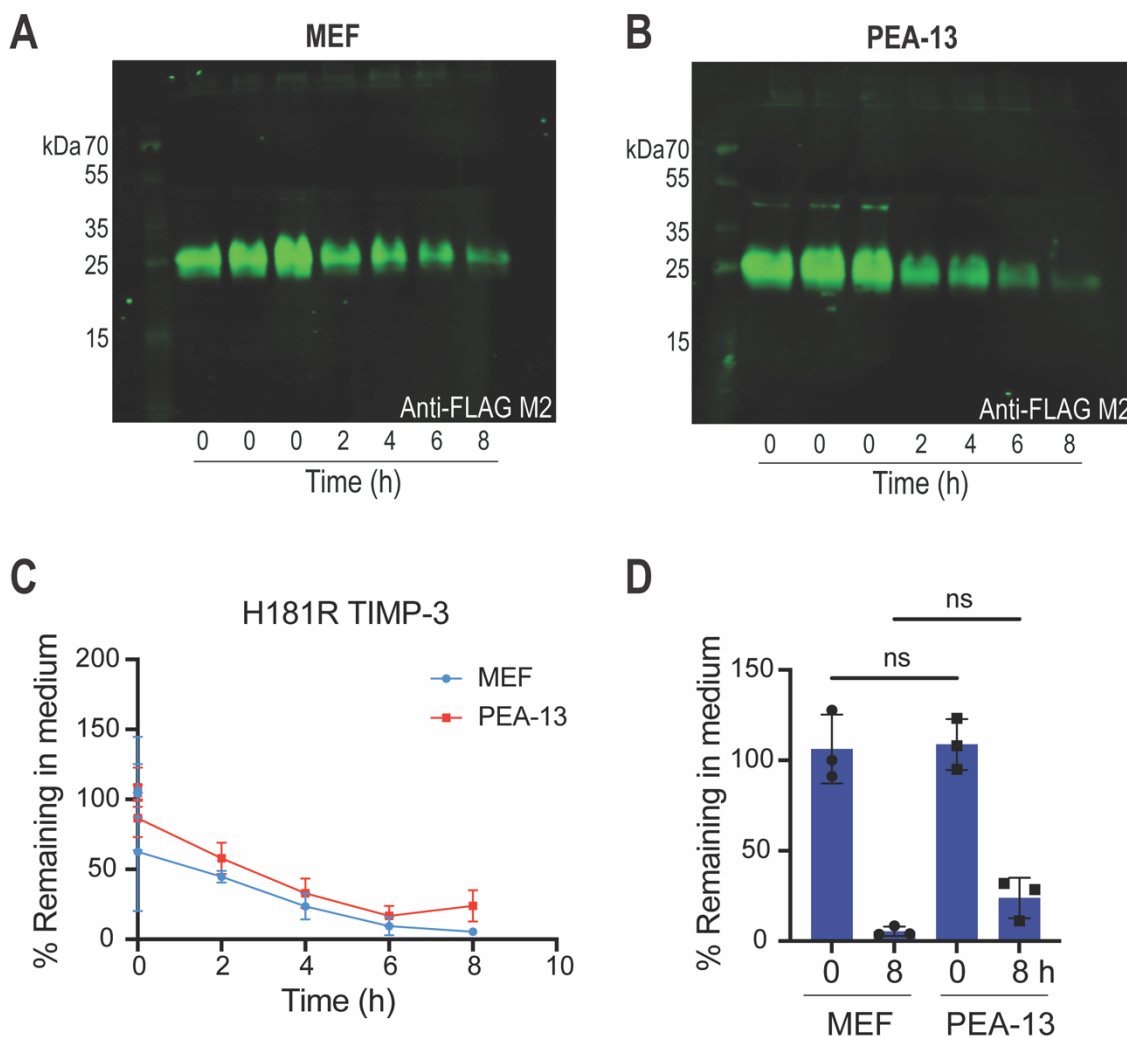 A
MEF
kDa 70
55
35
25
15
Anti-FLAG M2
0 0 0 2 4 6 8
Time (h)
B
PEA-13
kDa 70
55
35
25
15
Anti-FLAG M2
0 0 0 2 4 6 8
Time (h)
C
H181R TIMP-3
% Remaining in medium
200
150
100
50
0
0 2 4 6 8 10
Time (h)
MEF
PEA-13
D
ns
ns
% Remaining in medium
150
100
50
0
0 8 0 8 h
MEF PEA-13